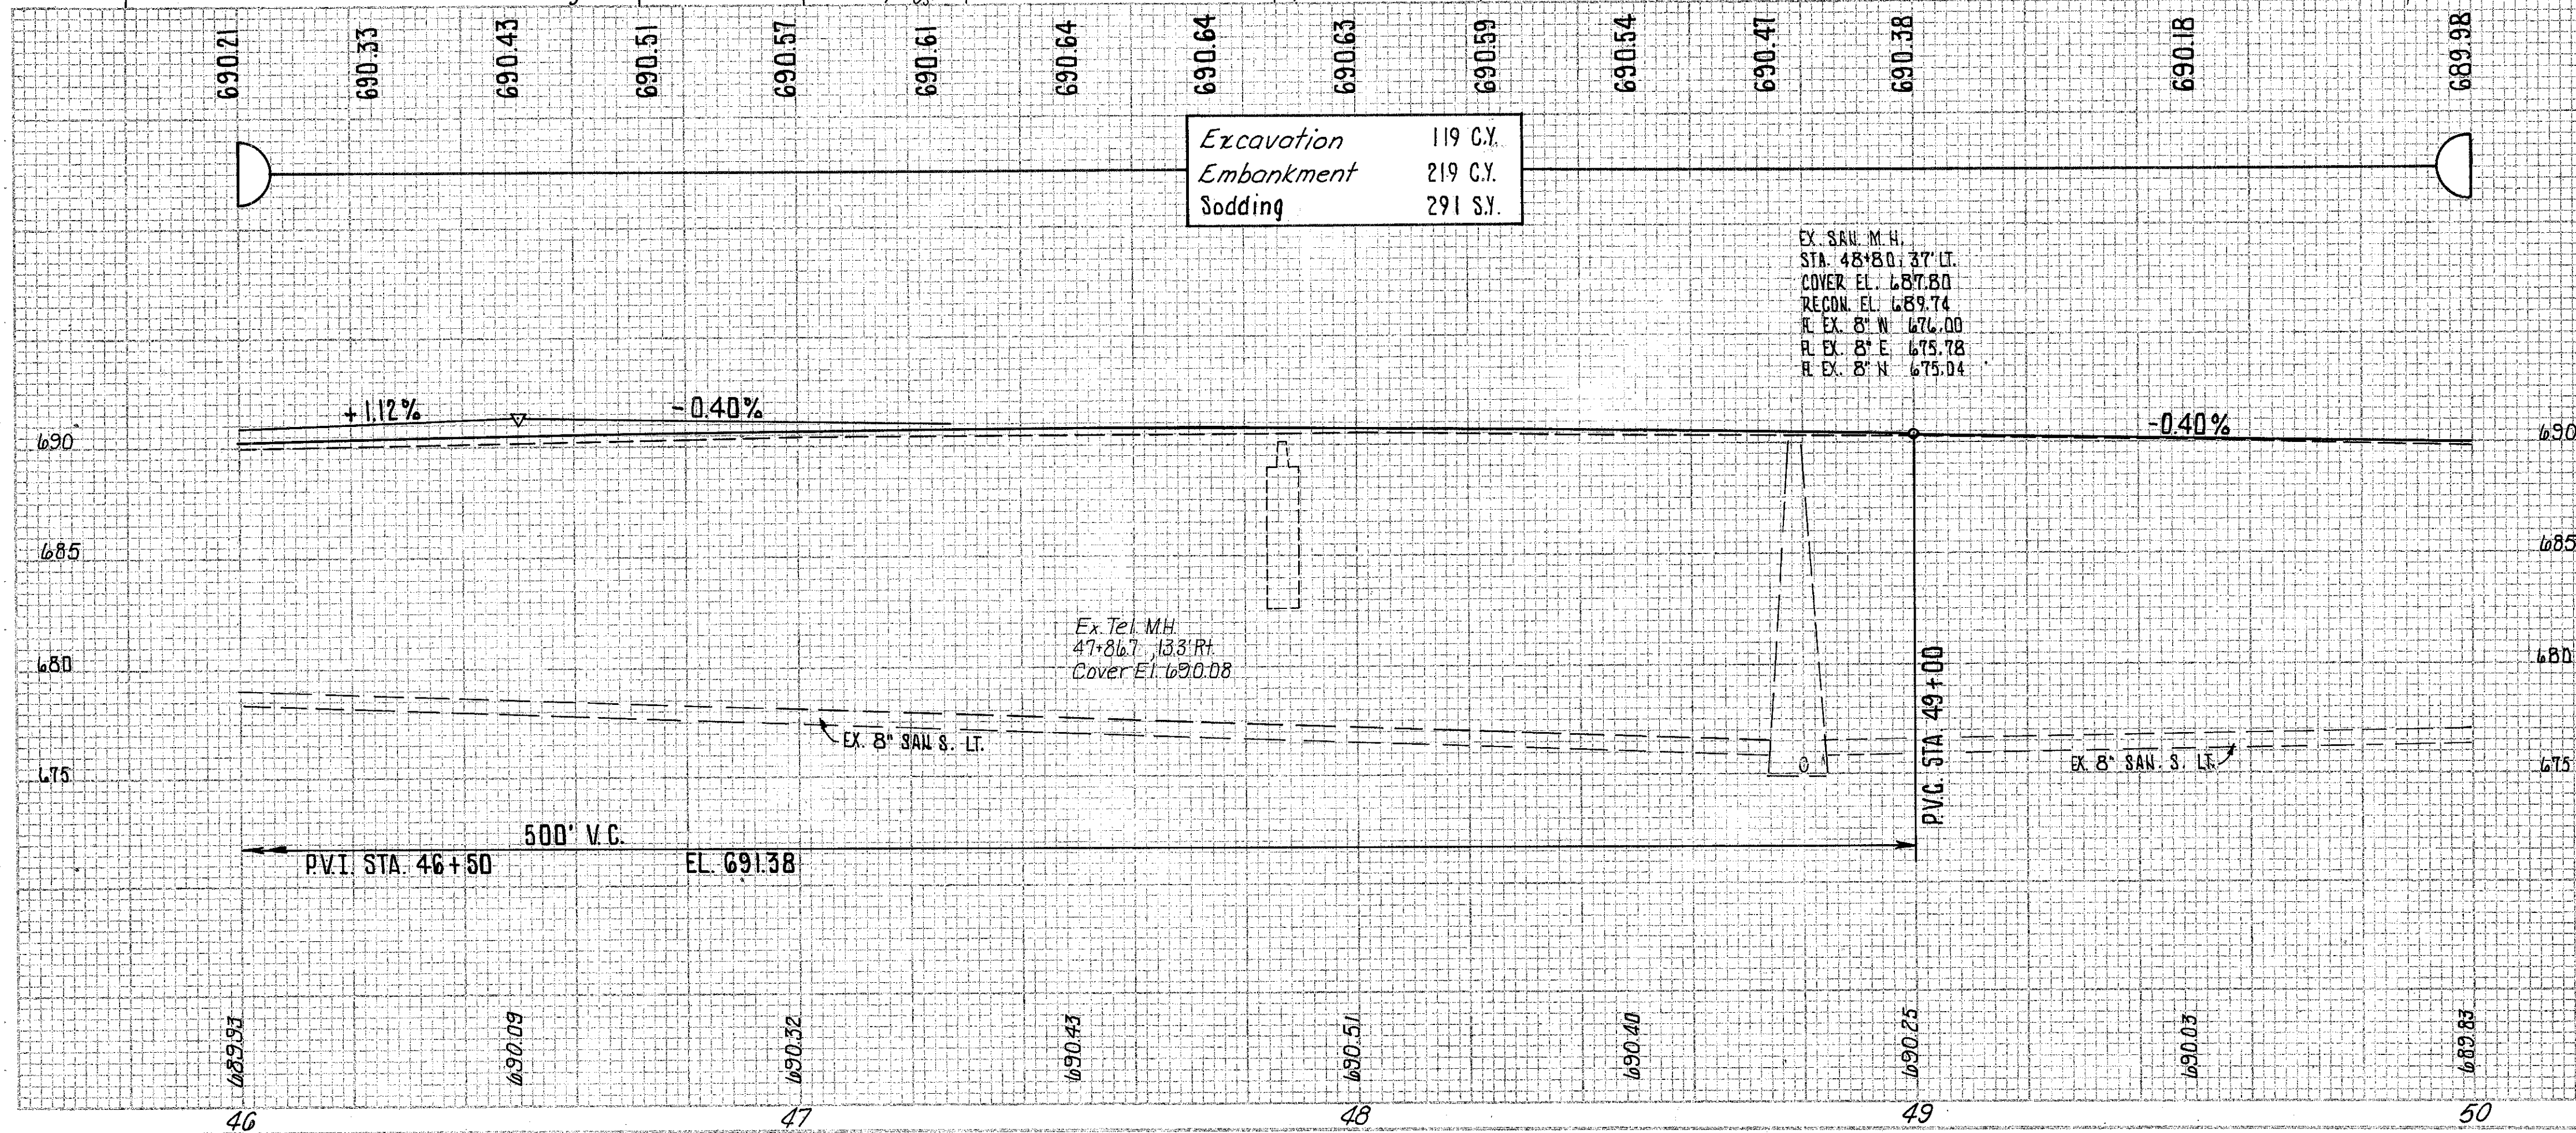 690.21
690.33
690.43
690.51
690.57
690.61
690.64
690.64
690.63
690.59
690.54
690.47
690.38
690.18
689.98
Excavation 119 C.Y.
Embankment 219 C.Y.
Sodding 291 S.Y.
EX. SAN. M.H.
STA. 48+80, 37' LT.
COVER EL. 687.80
RECON. EL. 689.74
FL EX. 8" W 676.00
FL EX. 8" E 675.78
FL EX. 8" N 675.04
+1.12%
-0.40%
-0.40%
690
690
685
685
Ex. Tel. M.H.
47+86.7, 13.3' Rt.
Cover El. 690.08
680
680
P.V.C. STA. 49+00
EX. 8" SAN S. LT.
EX. 8" SAN. S. LT.
675
675
500' V.C.
P.V.I. STA. 46+50 EL. 691.38
689.93
690.09
690.32
690.43
690.51
690.40
690.25
690.03
689.83
46
47
48
49
50